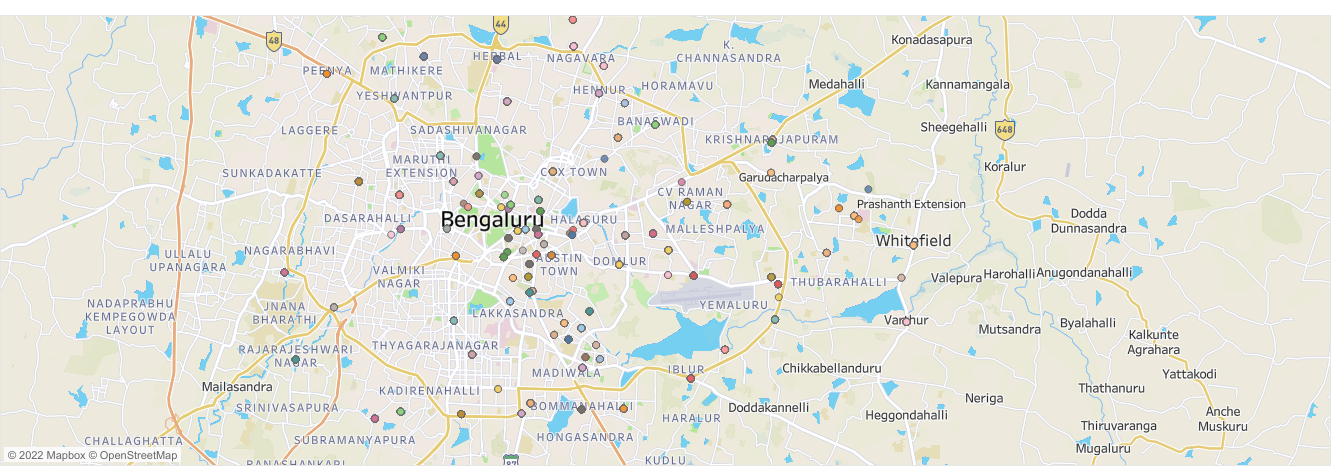 44
48
Konadasapura
K.
CHANNASANDRA
HEBBAL
NAGAVARA
PEENYA
MATHIKERE
Medahalli
Kannamangala
HORAMAVU
HENNUR
YESHWANTPUR
BANASWADI
Sheegehalli
648
LAGGERE
SADASHIVANAGAR
KRISHNARAJAPURAM
MARUTHI
EXTENSION
Koralur
SUNKADAKATTE
COX TOWN
Garudacharpalya
CV RAMAN
NAGAR
Prashanth Extension
DASARAHALLI
Bengaluru
HALASURU
MALLESHPALYA
Dodda
Dunnasandra
Whitefield
NAGARABHAVI
ULLALU
UPANAGARA
AUSTIN
TOWN
DOMLUR
VALMIKI
NAGAR
THUBARAHALLI
Valepura
Harohalli
Anugondanahalli
NADAPRABHU
KEMPEGOWDA
LAYOUT
JNANA
BHARATHI
LAKKASANDRA
YEMALURU
Varthur
Mutsandra
Byalahalli
Kalkunte
Agrahara
RAJARAJESHWARI
NAGAR
THYAGARAJANAGAR
MADIWALA
IBLUR
Chikkabellanduru
Yattakodi
Mailasandra
KADIRENAHALLI
Thathanuru
SRINIVASAPURA
BOMMANAHALLI
Doddakannelli
Neriga
HARALUR
Heggondahalli
Anche
Muskuru
Thiruvaranga
CHALLAGHATTA
SUBRAMANYAPURA
HONGASANDRA
Mugaluru
© 2022 Mapbox © OpenStreetMap
BANASHANKARI
87
KUDLU